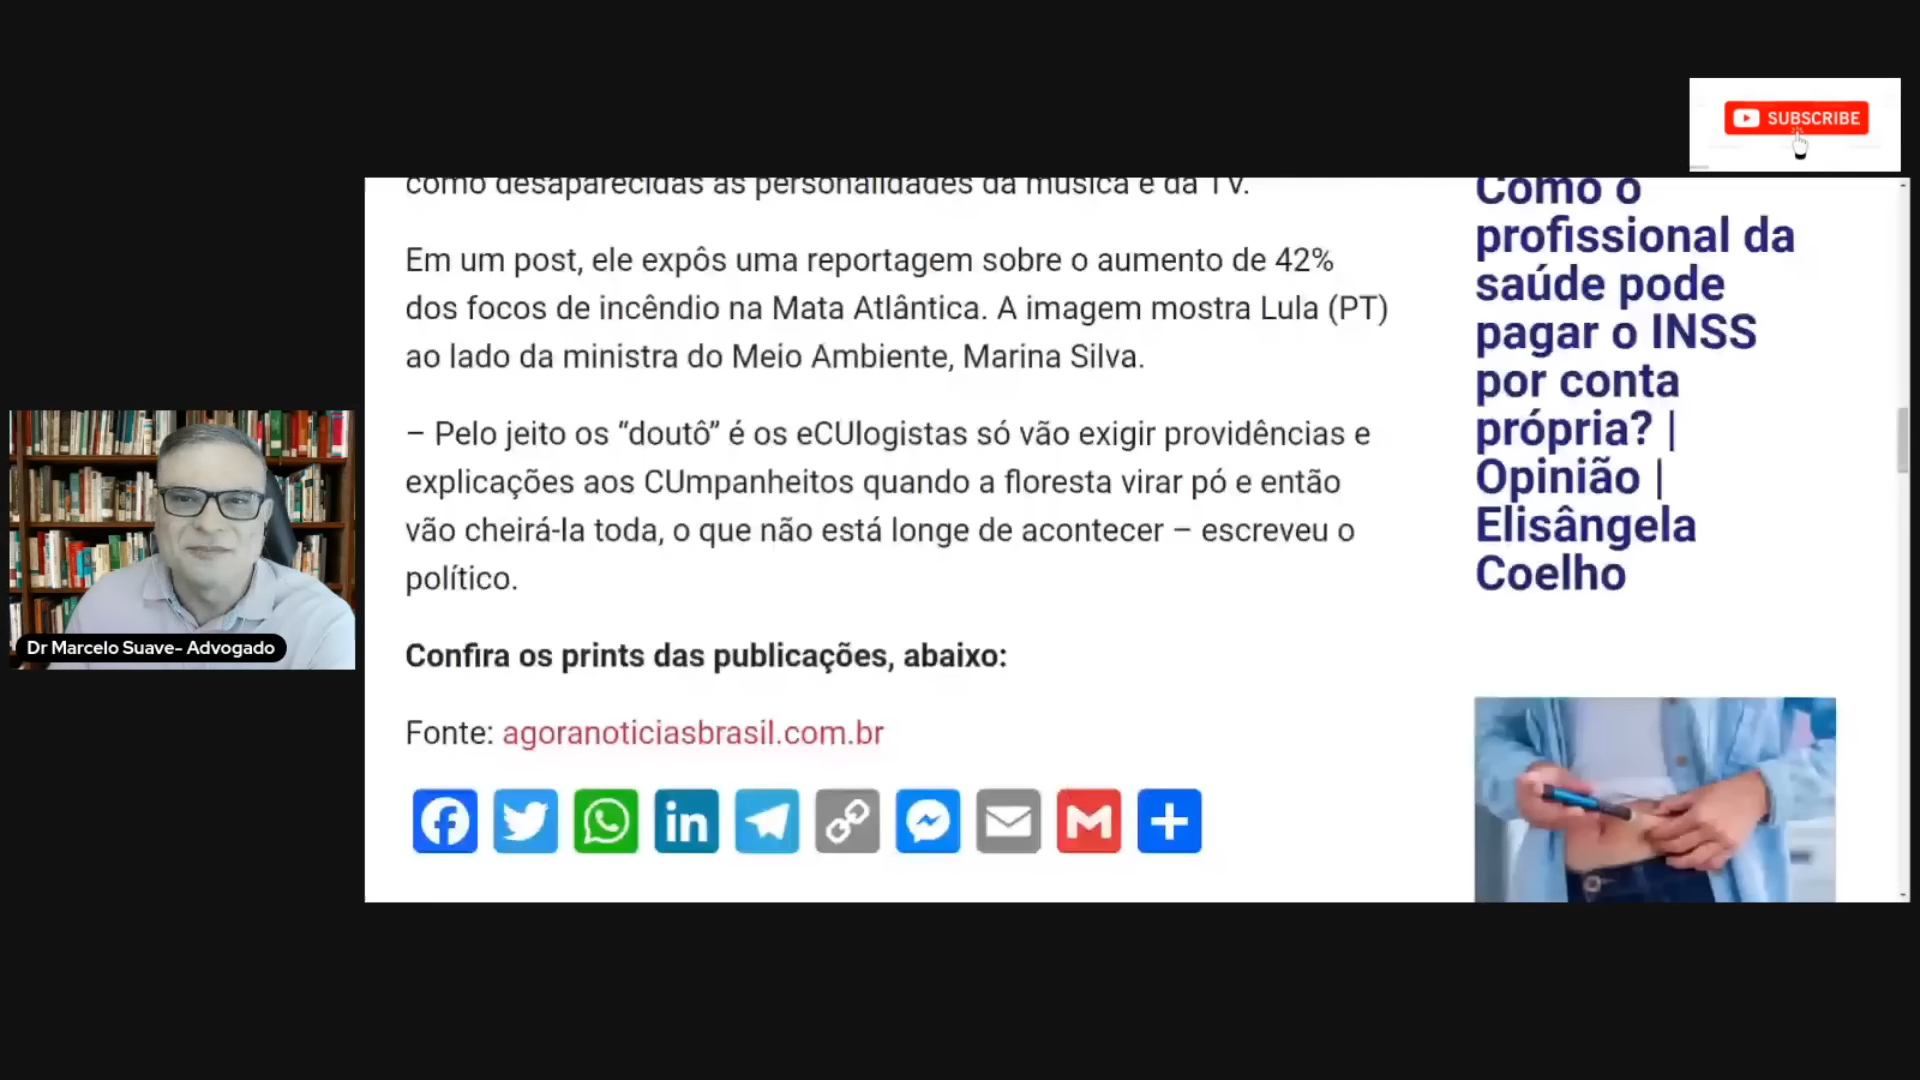 SUBSCRIBE
como desaparecidas as personalidades da música e da TV.
Em um post, ele expôs uma reportagem sobre o aumento de 42%
dos focos de incêndio na Mata Atlântica. A imagem mostra Lula (PT)
ao lado da ministra do Meio Ambiente, Marina Silva.
– Pelo jeito os “doutô” é os eCUlogistas só vão exigir providências e
explicações aos CUmpanheitos quando a floresta virar pó e então
vão cheirá-la toda, o que não está longe de acontecer – escreveu o
político.
Confira os prints das publicações, abaixo:
Fonte: agoranoticiasbrasil.com.br
Como o
profissional da
saúde pode
pagar o INSS
por conta
própria? |
Opinião |
Elisângela
Coelho
Dr Marcelo Suave- Advogado